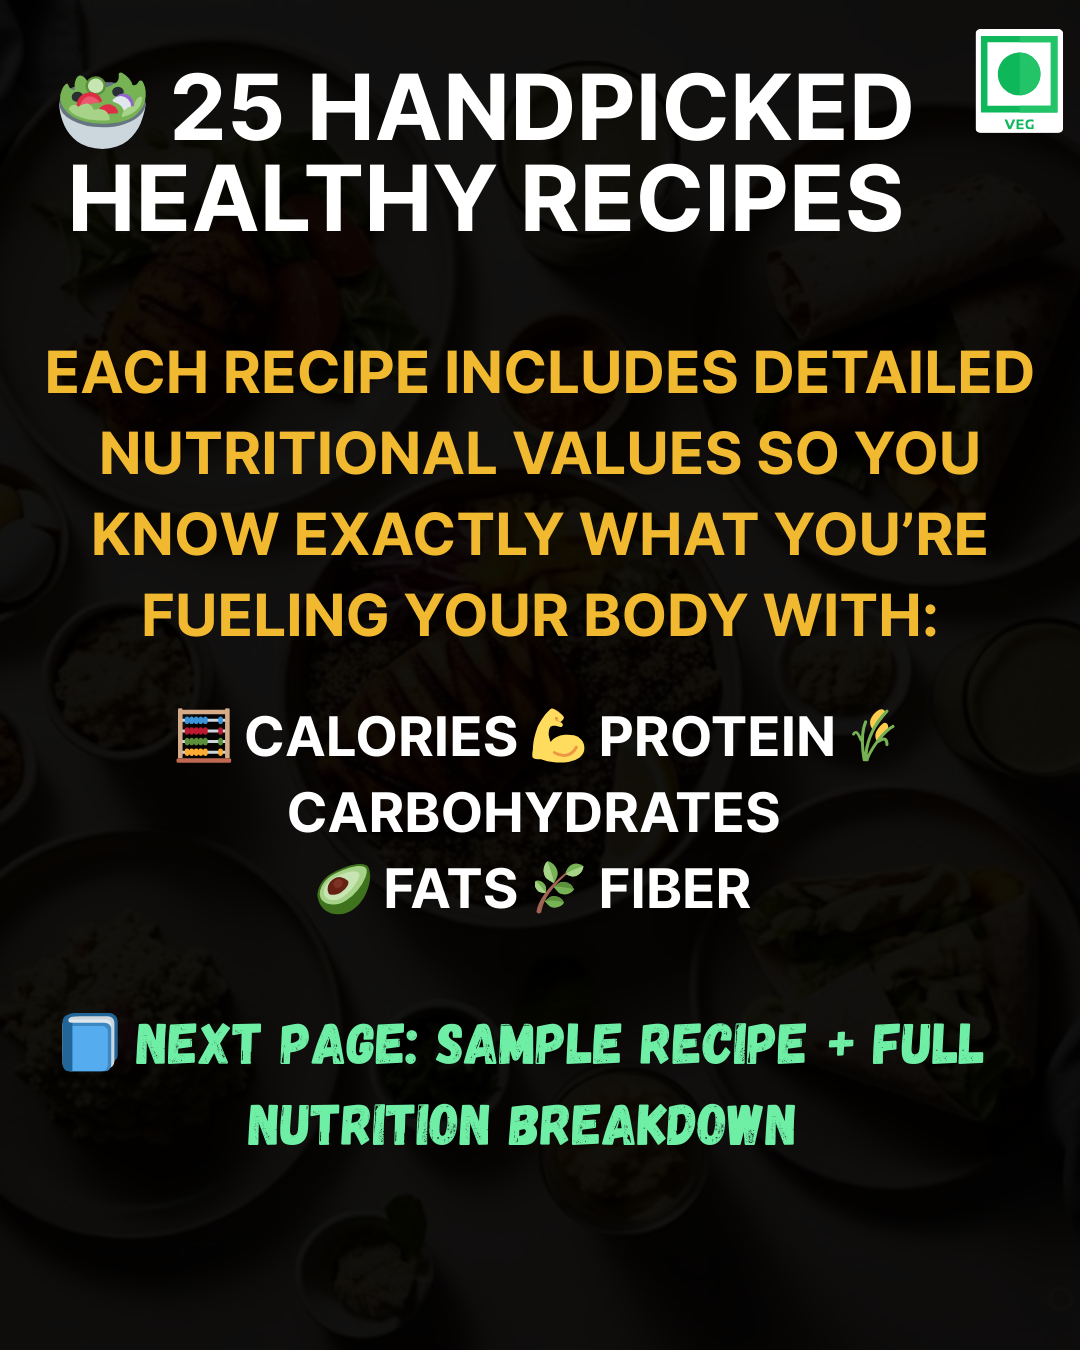 🥗 25 HANDPICKED
HEALTHY RECIPES
VEG
EACH RECIPE INCLUDES DETAILED
NUTRITIONAL VALUES SO YOU
KNOW EXACTLY WHAT YOU’RE
FUELING YOUR BODY WITH:
🧮 CALORIES 💪 PROTEIN 🌾
CARBOHYDRATES
🥑 FATS 🌿 FIBER
📘 NEXT PAGE: SAMPLE RECIPE + FULL
NUTRITION BREAKDOWN